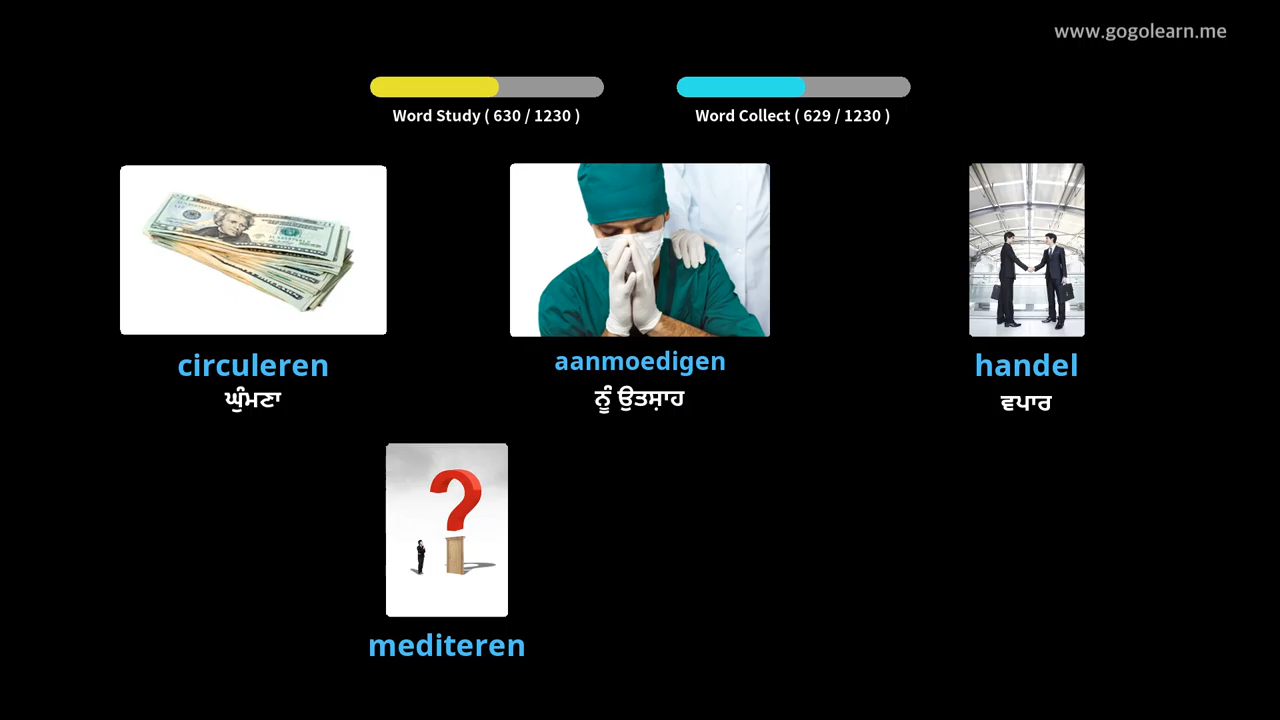 www.gogolearn.me
Word Study ( 630 / 1230 )
Word Collect ( 629 / 1230 )
circuleren
ਘੁੰਮਣਾ
aanmoedigen
ਨੂੰ ਉਤਸ਼ਾਹ
handel
ਵਪਾਰ
mediteren